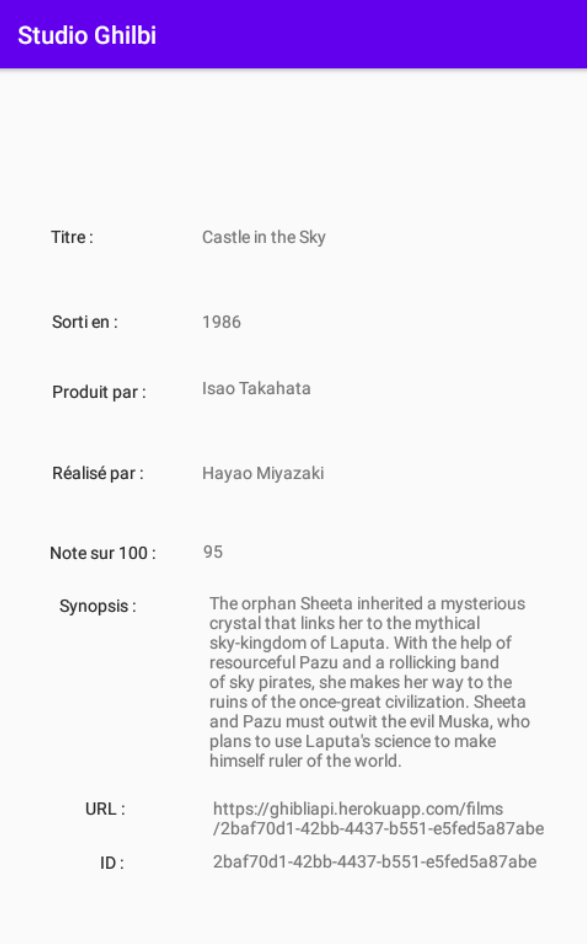 Studio Ghilbi
Titre : Castle in the Sky
Sorti en : 1986
Produit par : Isao Takahata
Réalisé par : Hayao Miyazaki
Note sur 100 : 95
Synopsis : The orphan Sheeta inherited a mysterious
crystal that links her to the mythical
sky-kingdom of Laputa. With the help of
resourceful Pazu and a rollicking band
of sky pirates, she makes her way to the
ruins of the once-great civilization. Sheeta
and Pazu must outwit the evil Muska, who
plans to use Laputa's science to make
himself ruler of the world.
URL : https://ghibliapi.herokuapp.com/films
/2baf70d1-42bb-4437-b551-e5fed5a87abe
ID : 2baf70d1-42bb-4437-b551-e5fed5a87abe